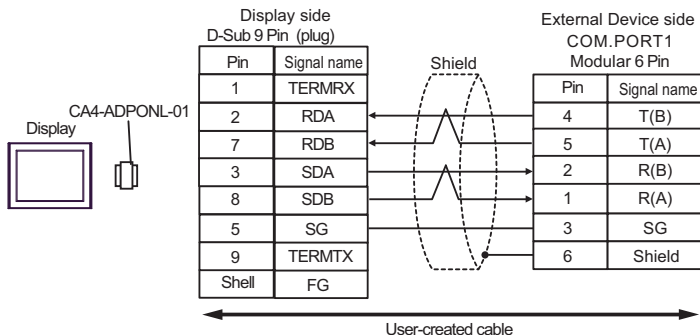 Display side
D-Sub 9 Pin (plug)
External Device side
COM.PORT1
Modular 6 Pin
Shield
Pin Signal name
Pin Signal name
1 TERMRX
CA4-ADPONL-01
Display
2 RDA
4 T(B)
7 RDB
5 T(A)
3 SDA
2 R(B)
8 SDB
1 R(A)
5 SG
3 SG
9 TERMTX
6 Shield
Shell FG
User-created cable